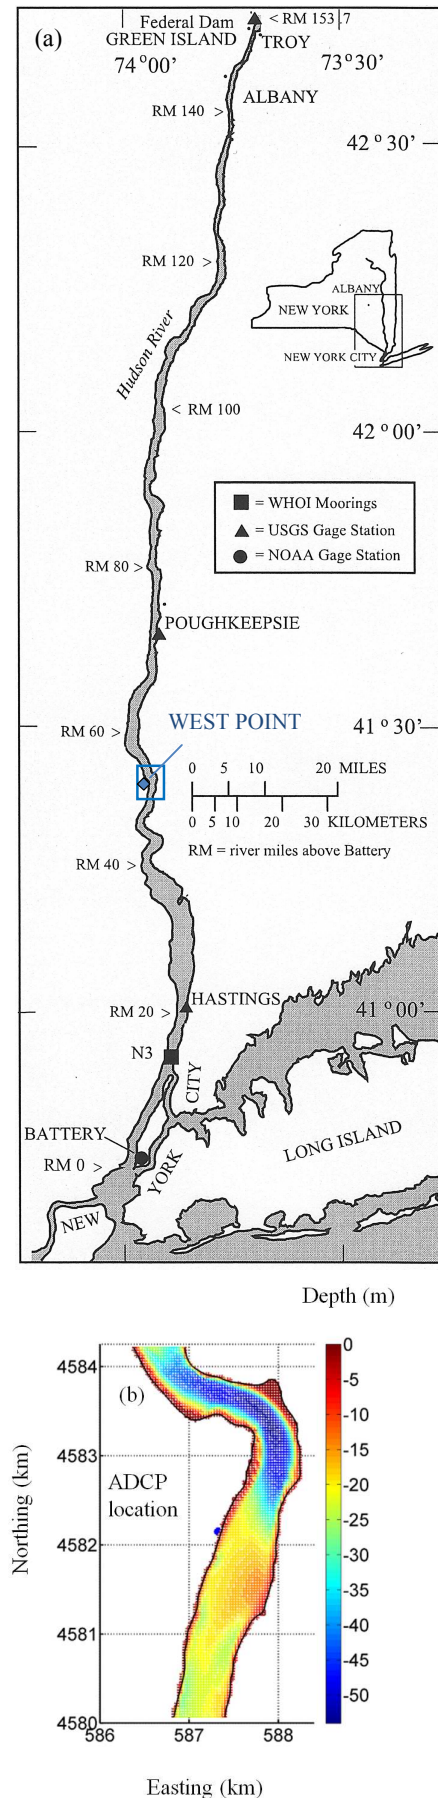 (a)
Federal Dam
< RM 153.7
GREEN ISLAND
TROY
74°00'
73°30'
ALBANY
RM 140 >
42°30'
RM 120 >
ALBANY
NEW YORK
NEW YORK CITY
Hudson River
< RM 100
42°00'
= WHOI Moorings
= USGS Gage Station
= NOAA Gage Station
RM 80 >
POUGHKEEPSIE
WEST POINT
RM 60 >
41°30'
0 5 10 20 MILES
0 5 10 20 30 KILOMETERS
RM = river miles above Battery
RM 40 >
HASTINGS
RM 20 >
41°00'
N3
CITY
BATTERY
LONG ISLAND
RM 0 >
YORK
NEW
Depth (m)
(b)
4584
4583
4582
4581
4580
Northing (km)
ADCP
location
0
-5
-10
-15
-20
-25
-30
-35
-40
-45
-50
586 587 588
Easting (km)